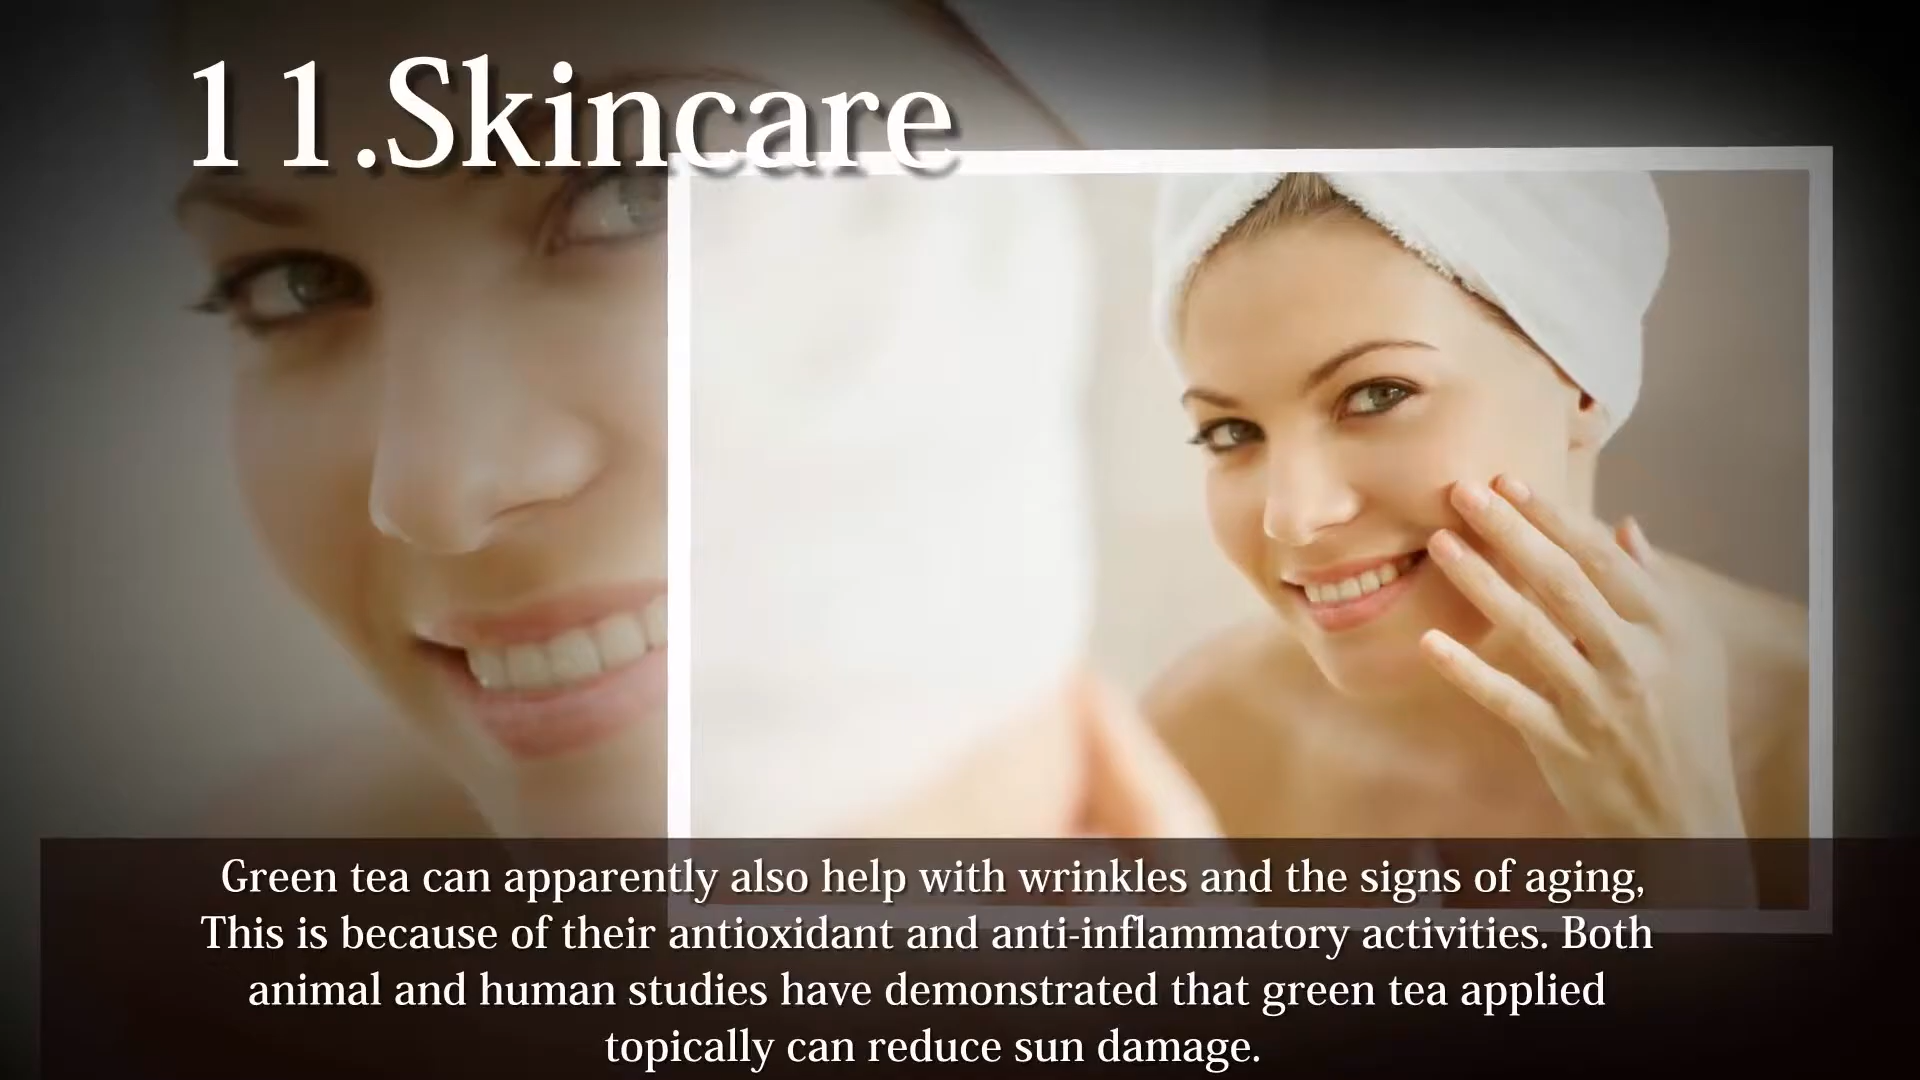 11.Skincare
Green tea can apparently also help with wrinkles and the signs of aging,
This is because of their antioxidant and anti-inflammatory activities. Both
animal and human studies have demonstrated that green tea applied
topically can reduce sun damage.